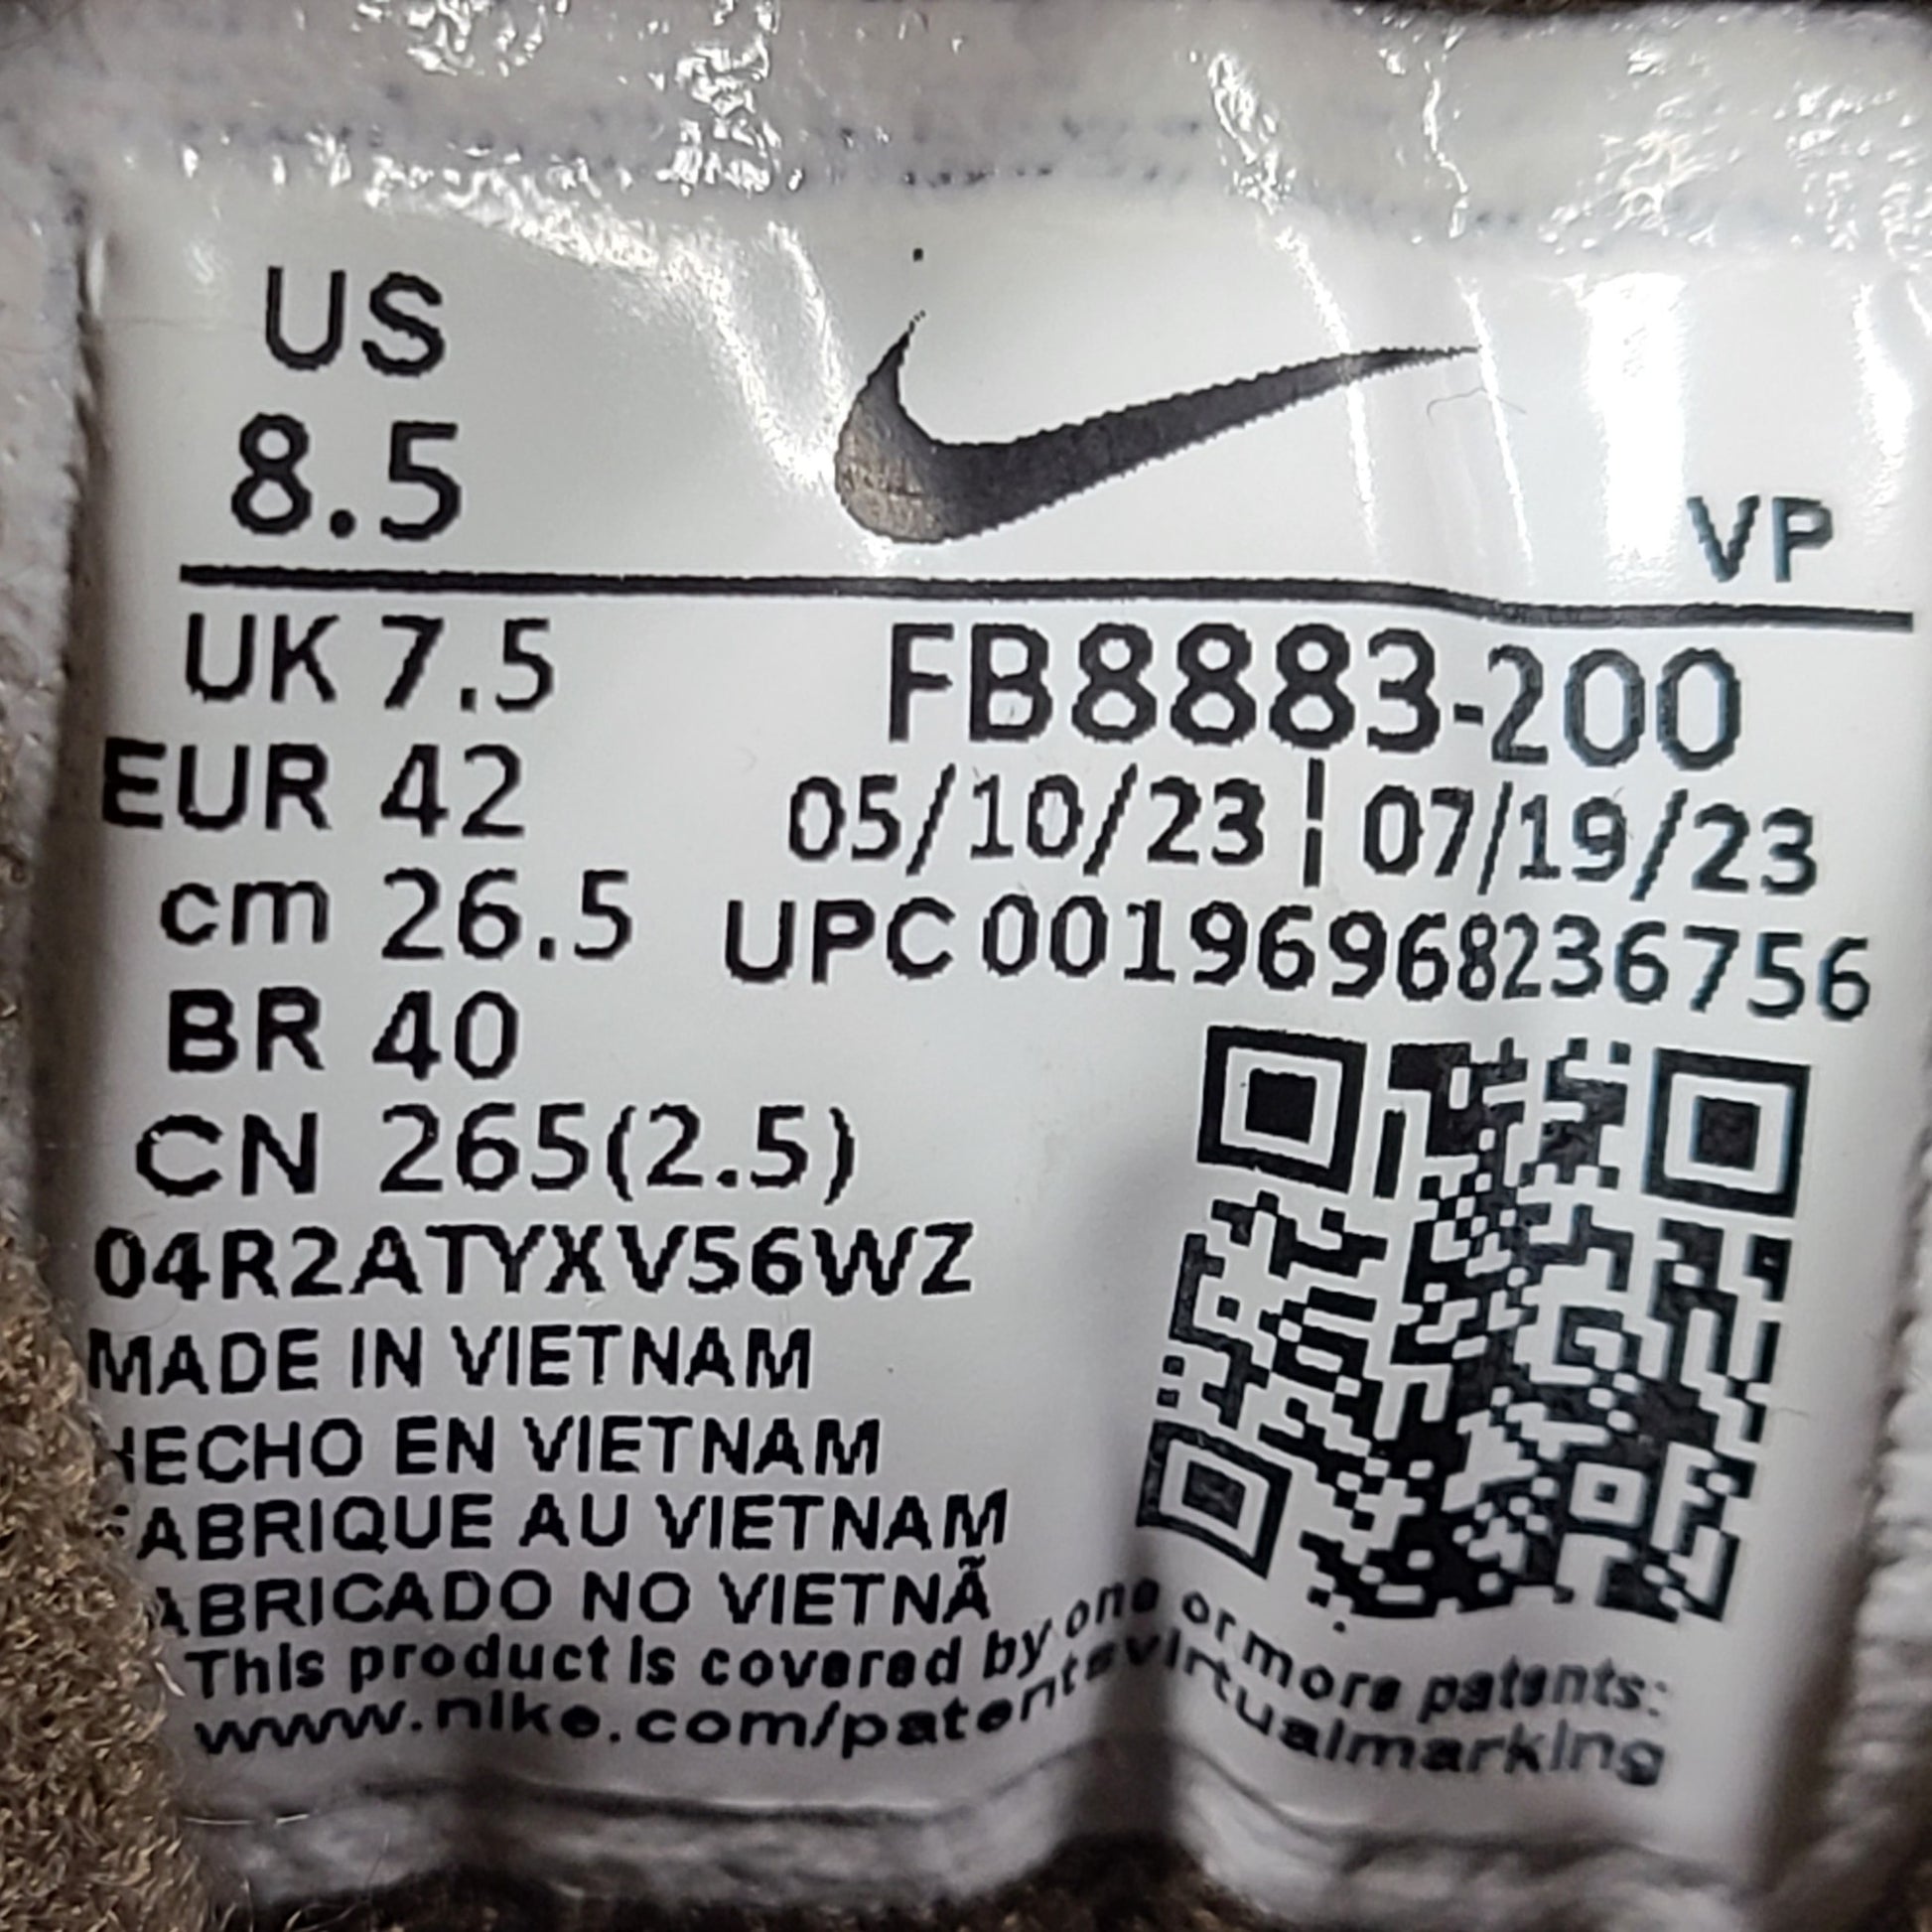 US
8.5
VP
UK 7.5
FB8883-200
EUR 42
05/10/23 | 07/19/23
cm 26.5
UPC 00196968236756
BR 40
CN 265(2.5)
04R2ATYXV56WZ
MADE IN VIETNAM
HECHO EN VIETNAM
FABRIQUE AU VIETNAM
FABRICADO NO VIETNÃ
This product is covered by one or more patents:
www.nike.com/patentsvirtualmarking